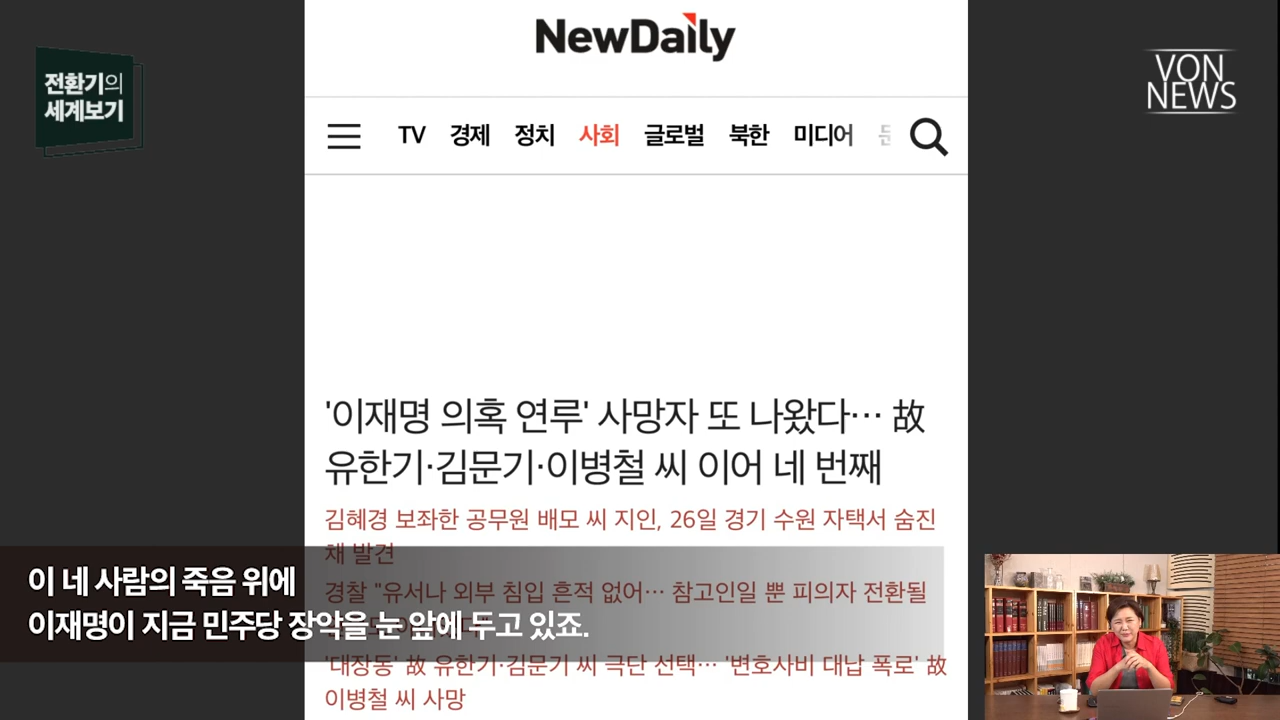 NewDaily
전환기의
세계보기
VON
NEWS
TV 경제 정치 사회 글로벌 북한 미디어
'이재명 의혹 연루' 사망자 또 나왔다… 故
유한기·김문기·이병철 씨 이어 네 번째
김혜경 보좌한 공무원 배모 씨 지인, 26일 경기 수원 자택서 숨진
채 발견
경찰 "유서나 외부 침입 흔적 없어… 참고인일 뿐 피의자 전환될
이 네 사람의 죽음 위에
이재명이 지금 민주당 장악을 눈 앞에 두고 있죠.
'대장동' 故 유한기·김문기 씨 극단 선택… '변호사비 대납 폭로' 故
이병철 씨 사망